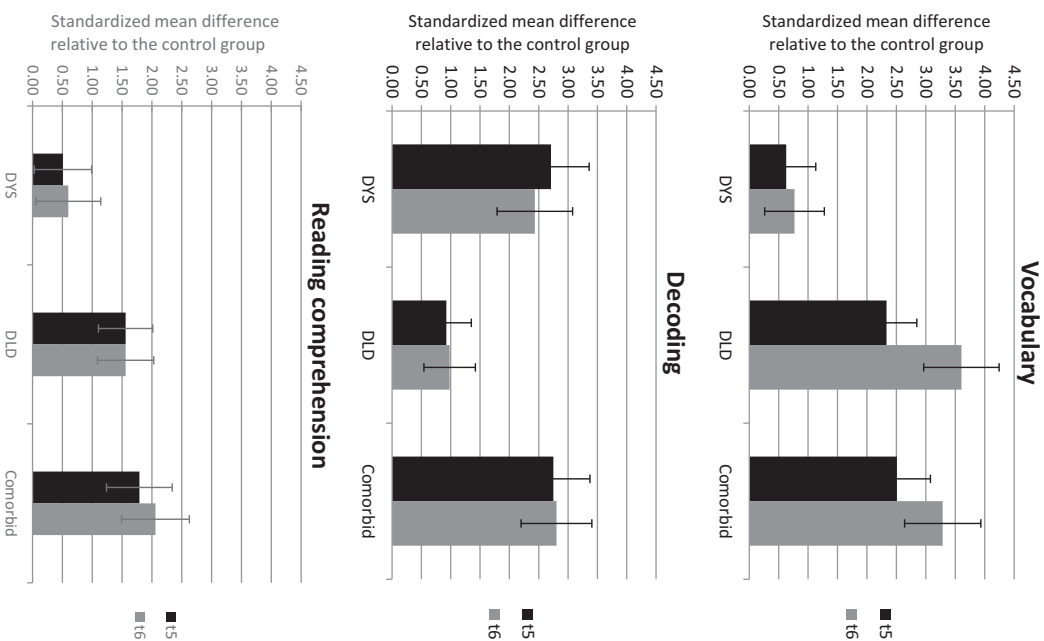 Vocabulary
Standardized mean difference
relative to the control group
4.50
4.00
3.50
3.00
2.50
2.00
1.50
1.00
0.50
0.00
DYS
DLD
Comorbid
t5
t6
Decoding
Standardized mean difference
relative to the control group
4.50
4.00
3.50
3.00
2.50
2.00
1.50
1.00
0.50
0.00
DYS
DLD
Comorbid
t5
t6
Reading comprehension
Standardized mean difference
relative to the control group
4.50
4.00
3.50
3.00
2.50
2.00
1.50
1.00
0.50
0.00
DYS
DLD
Comorbid
t5
t6